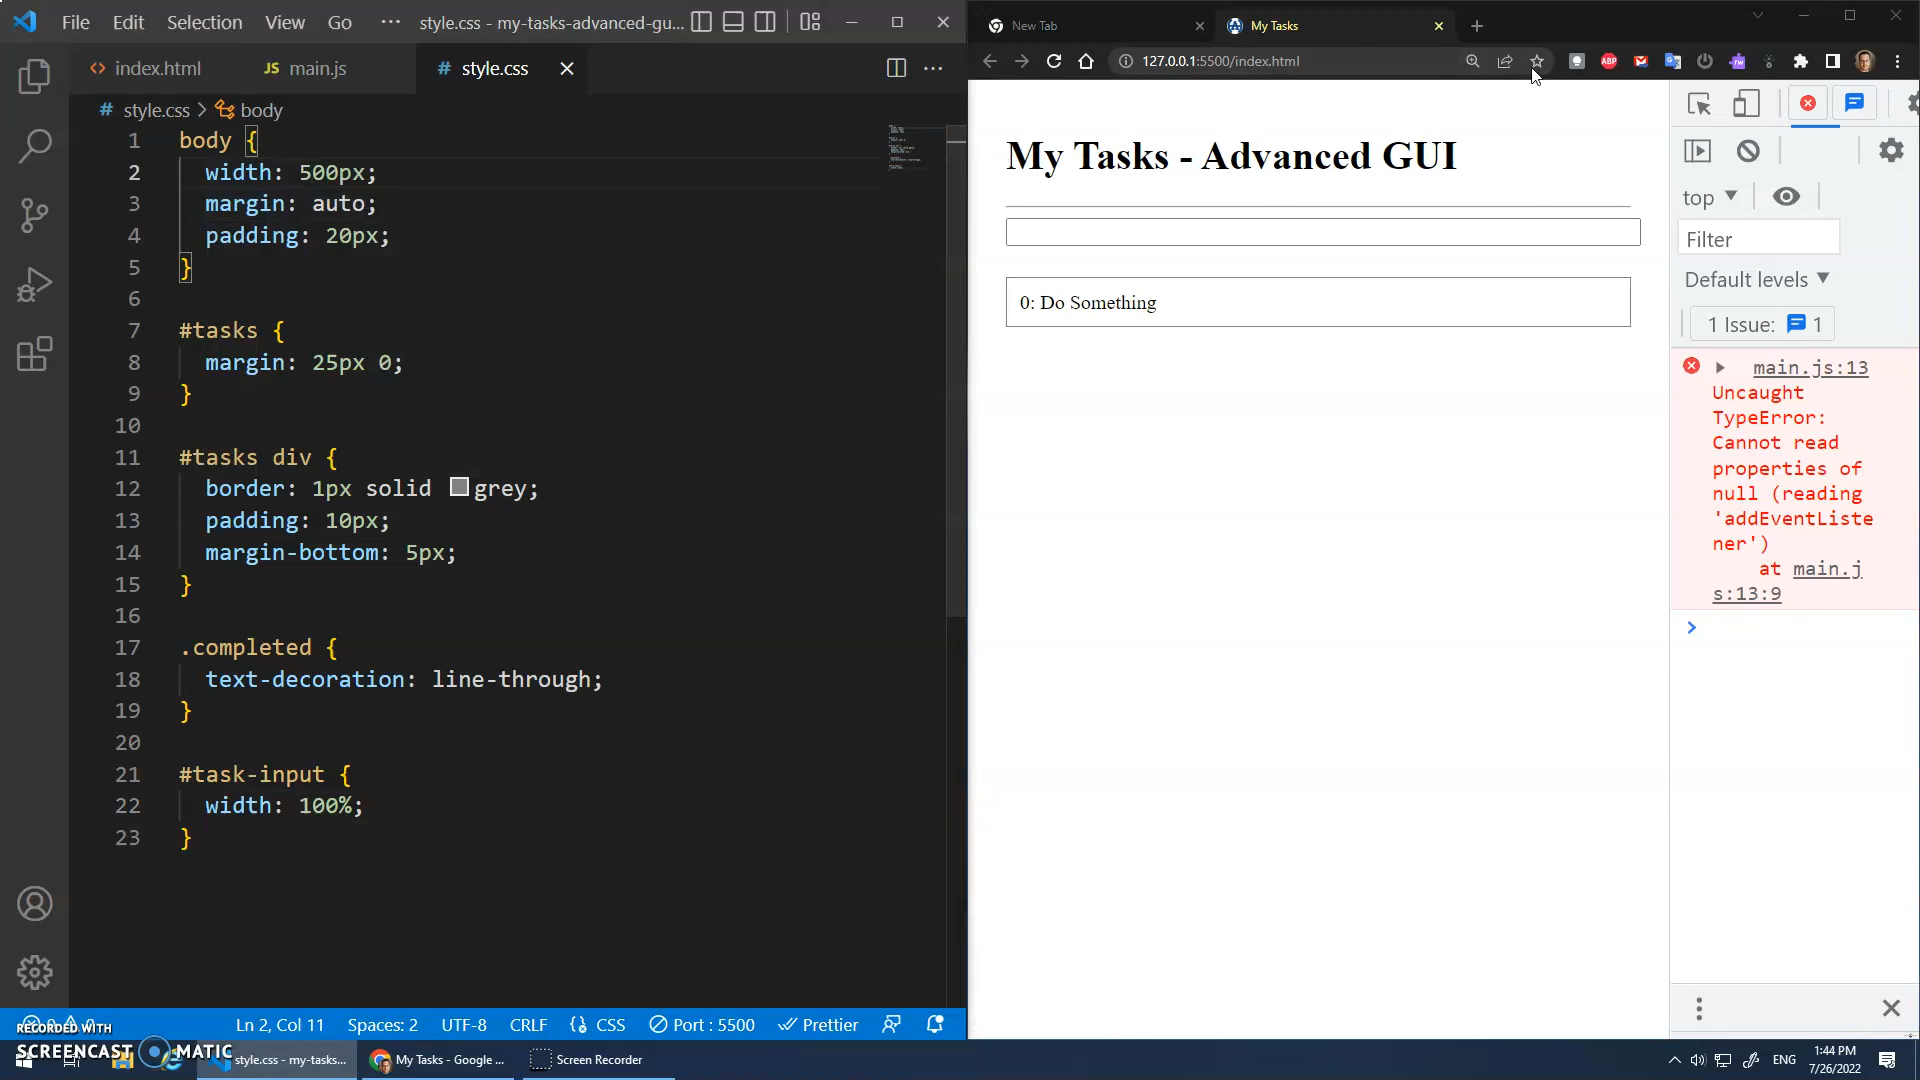 File Edit Selection View Go ··· style.css - my-tasks-advanced-gu...
index.html JS main.js # style.css
# style.css > body
1 body {
2 width: 500px;
3 margin: auto;
4 padding: 20px;
5 }
6
7 #tasks {
8 margin: 25px 0;
9 }
10
11 #tasks div {
12 border: 1px solid grey;
13 padding: 10px;
14 margin-bottom: 5px;
15 }
16
17 .completed {
18 text-decoration: line-through;
19 }
20
21 #task-input {
22 width: 100%;
23 }
Ln 2, Col 11 Spaces: 2 UTF-8 CRLF {} CSS Port : 5500 Prettier
New Tab My Tasks
127.0.0.1:5500/index.html
ABP
My Tasks - Advanced GUI
0: Do Something
top
Filter
Default levels
1 Issue: 1
main.js:13
Uncaught
TypeError:
Cannot read
properties of
null (reading
'addEventListe
ner')
at main.j
s:13:9
RECORDED WITH
SCREENCAST MATIC
style.css - my-tasks... My Tasks - Google ... Screen Recorder
ENG 1:44 PM
7/26/2022